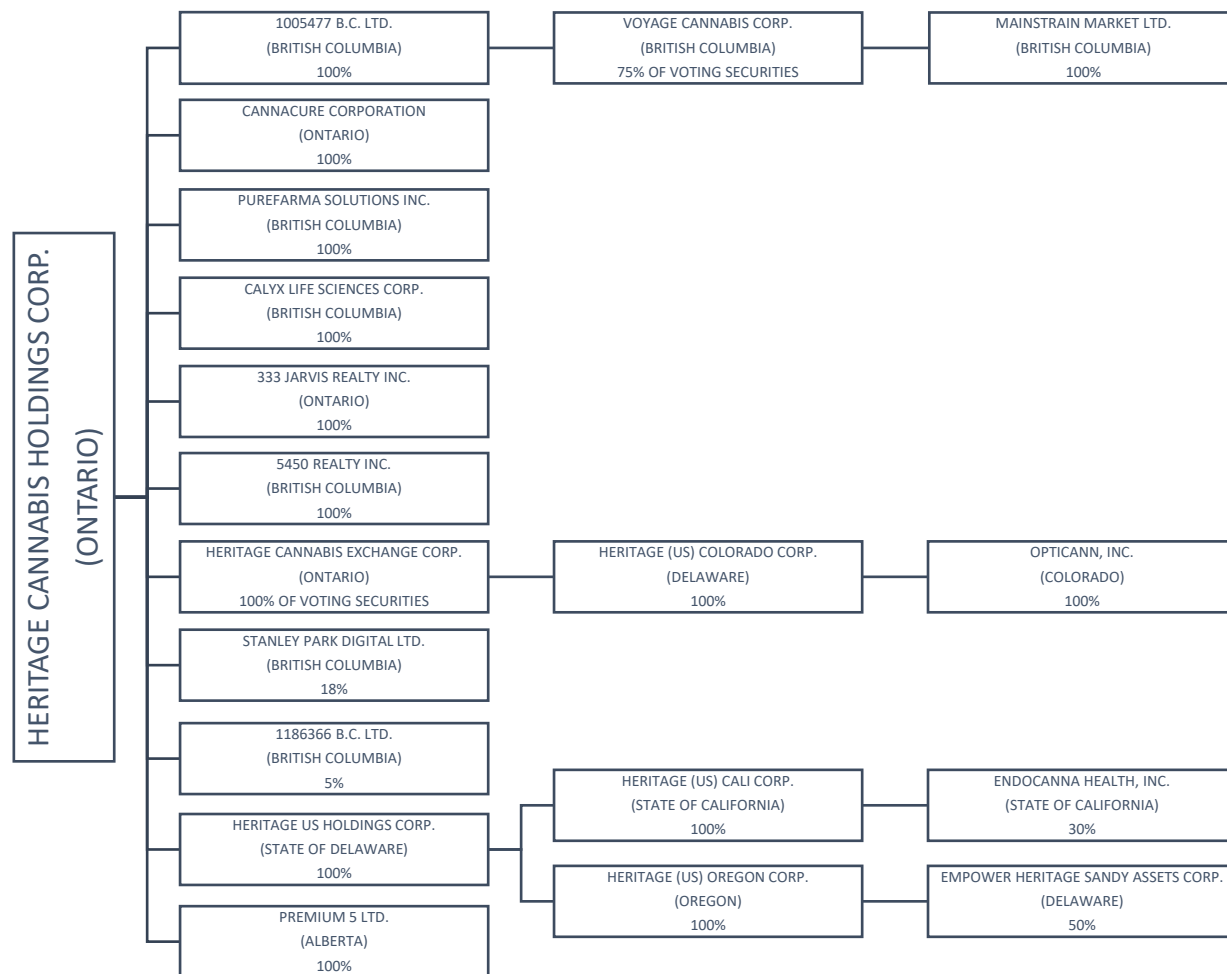 HERITAGE CANNABIS HOLDINGS CORP.
(ONTARIO)
1005477 B.C. LTD.
(BRITISH COLUMBIA)
100%
VOYAGE CANNABIS CORP.
(BRITISH COLUMBIA)
75% OF VOTING SECURITIES
MAINSTRAIN MARKET LTD.
(BRITISH COLUMBIA)
100%
CANNACURE CORPORATION
(ONTARIO)
100%
PUREFARMA SOLUTIONS INC.
(BRITISH COLUMBIA)
100%
CALYX LIFE SCIENCES CORP.
(BRITISH COLUMBIA)
100%
333 JARVIS REALTY INC.
(ONTARIO)
100%
5450 REALTY INC.
(BRITISH COLUMBIA)
100%
HERITAGE CANNABIS EXCHANGE CORP.
(ONTARIO)
100% OF VOTING SECURITIES
HERITAGE (US) COLORADO CORP.
(DELAWARE)
100%
OPTICANN, INC.
(COLORADO)
100%
STANLEY PARK DIGITAL LTD.
(BRITISH COLUMBIA)
18%
1186366 B.C. LTD.
(BRITISH COLUMBIA)
5%
HERITAGE US HOLDINGS CORP.
(STATE OF DELAWARE)
100%
HERITAGE (US) CALI CORP.
(STATE OF CALIFORNIA)
100%
ENDOCANNA HEALTH, INC.
(STATE OF CALIFORNIA)
30%
HERITAGE (US) OREGON CORP.
(OREGON)
100%
EMPOWER HERITAGE SANDY ASSETS CORP.
(DELAWARE)
50%
PREMIUM 5 LTD.
(ALBERTA)
100%